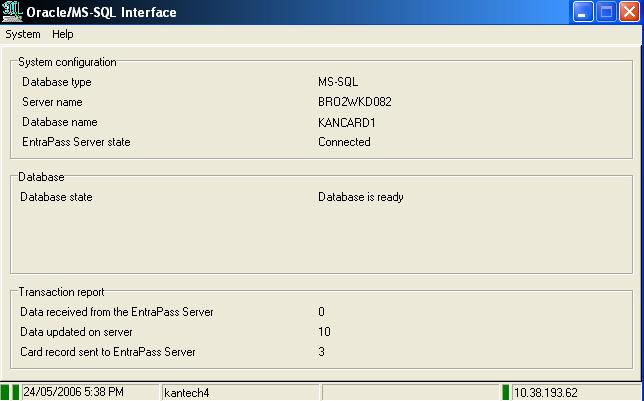 Oracle/MS-SQL Interface
System Help
System configuration
Database type MS-SQL
Server name BRO2WKD082
Database name KANCARD1
EntraPass Server state Connected
Database
Database state Database is ready
Transaction report
Data received from the EntraPass Server 0
Data updated on server 10
Card record sent to EntraPass Server 3
24/05/2006 5:38 PM kantech4 10.38.193.62